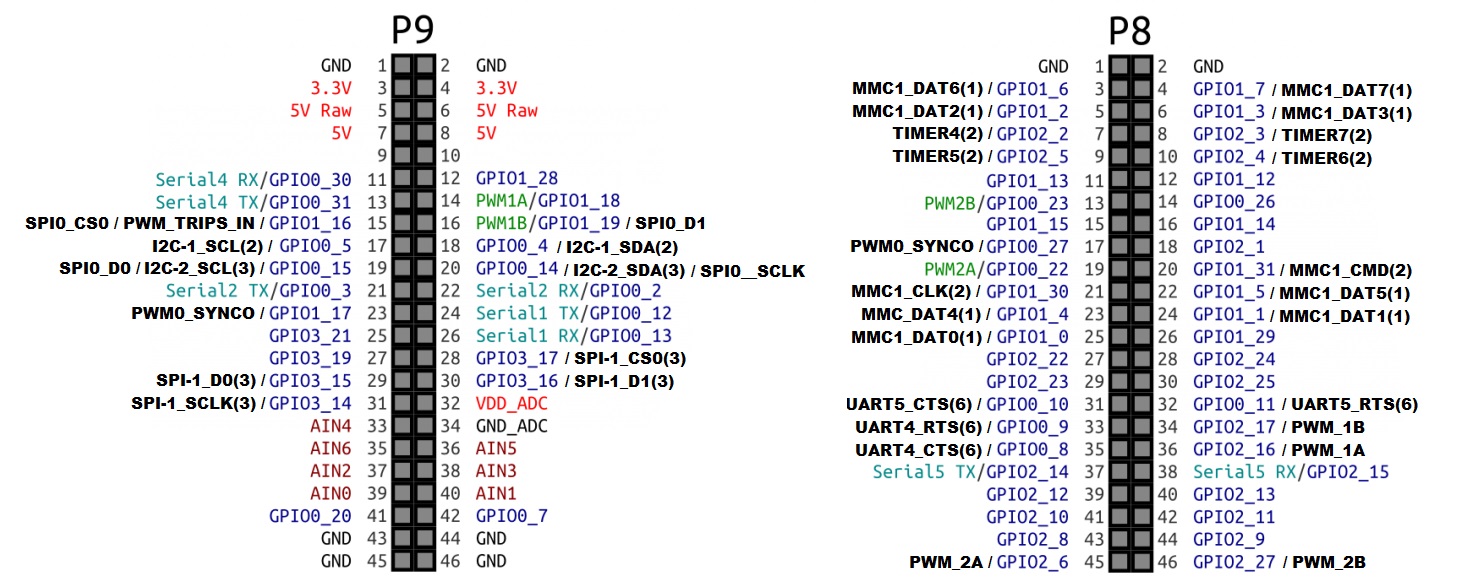 P9
GND 1 2 GND
3.3V 3 4 3.3V
5V Raw 5 6 5V Raw
5V 7 8 5V
9 10
Serial4 RX/GPIO0_30 11 12 GPIO1_28
Serial4 TX/GPIO0_31 13 14 PWM1A/GPIO1_18
SPI0_CS0 / PWM_TRIPS_IN / GPIO1_16 15 16 PWM1B/GPIO1_19 / SPI0_D1
I2C-1_SCL(2) / GPIO0_5 17 18 GPIO0_4 / I2C-1_SDA(2)
SPI0_D0 / I2C-2_SCL(3) / GPIO0_15 19 20 GPIO0_14 / I2C-2_SDA(3) / SPI0__SCLK
Serial2 TX/GPIO0_3 21 22 Serial2 RX/GPIO0_2
PWM0_SYNCO / GPIO1_17 23 24 Serial1 TX/GPIO0_12
GPIO3_21 25 26 Serial1 RX/GPIO0_13
GPIO3_19 27 28 GPIO3_17 / SPI-1_CS0(3)
SPI-1_D0(3) / GPIO3_15 29 30 GPIO3_16 / SPI-1_D1(3)
SPI-1_SCLK(3) / GPIO3_14 31 32 VDD_ADC
AIN4 33 34 GND_ADC
AIN6 35 36 AIN5
AIN2 37 38 AIN3
AIN0 39 40 AIN1
GPIO0_20 41 42 GPIO0_7
GND 43 44 GND
GND 45 46 GND
P8
GND 1 2 GND
MMC1_DAT6(1) / GPIO1_6 3 4 GPIO1_7 / MMC1_DAT7(1)
MMC1_DAT2(1) / GPIO1_2 5 6 GPIO1_3 / MMC1_DAT3(1)
TIMER4(2) / GPIO2_2 7 8 GPIO2_3 / TIMER7(2)
TIMER5(2) / GPIO2_5 9 10 GPIO2_4 / TIMER6(2)
GPIO1_13 11 12 GPIO1_12
PWM2B/GPIO0_23 13 14 GPIO0_26
GPIO1_15 15 16 GPIO1_14
PWM0_SYNCO / GPIO0_27 17 18 GPIO2_1
PWM2A/GPIO0_22 19 20 GPIO1_31 / MMC1_CMD(2)
MMC1_CLK(2) / GPIO1_30 21 22 GPIO1_5 / MMC1_DAT5(1)
MMC_DAT4(1) / GPIO1_4 23 24 GPIO1_1 / MMC1_DAT1(1)
MMC1_DAT0(1) / GPIO1_0 25 26 GPIO1_29
GPIO2_22 27 28 GPIO2_24
GPIO2_23 29 30 GPIO2_25
UART5_CTS(6) / GPIO0_10 31 32 GPIO0_11 / UART5_RTS(6)
UART4_RTS(6) / GPIO0_9 33 34 GPIO2_17 / PWM_1B
UART4_CTS(6) / GPIO0_8 35 36 GPIO2_16 / PWM_1A
Serial5 TX/GPIO2_14 37 38 Serial5 RX/GPIO2_15
GPIO2_12 39 40 GPIO2_13
GPIO2_10 41 42 GPIO2_11
GPIO2_8 43 44 GPIO2_9
PWM_2A / GPIO2_6 45 46 GPIO2_27 / PWM_2B